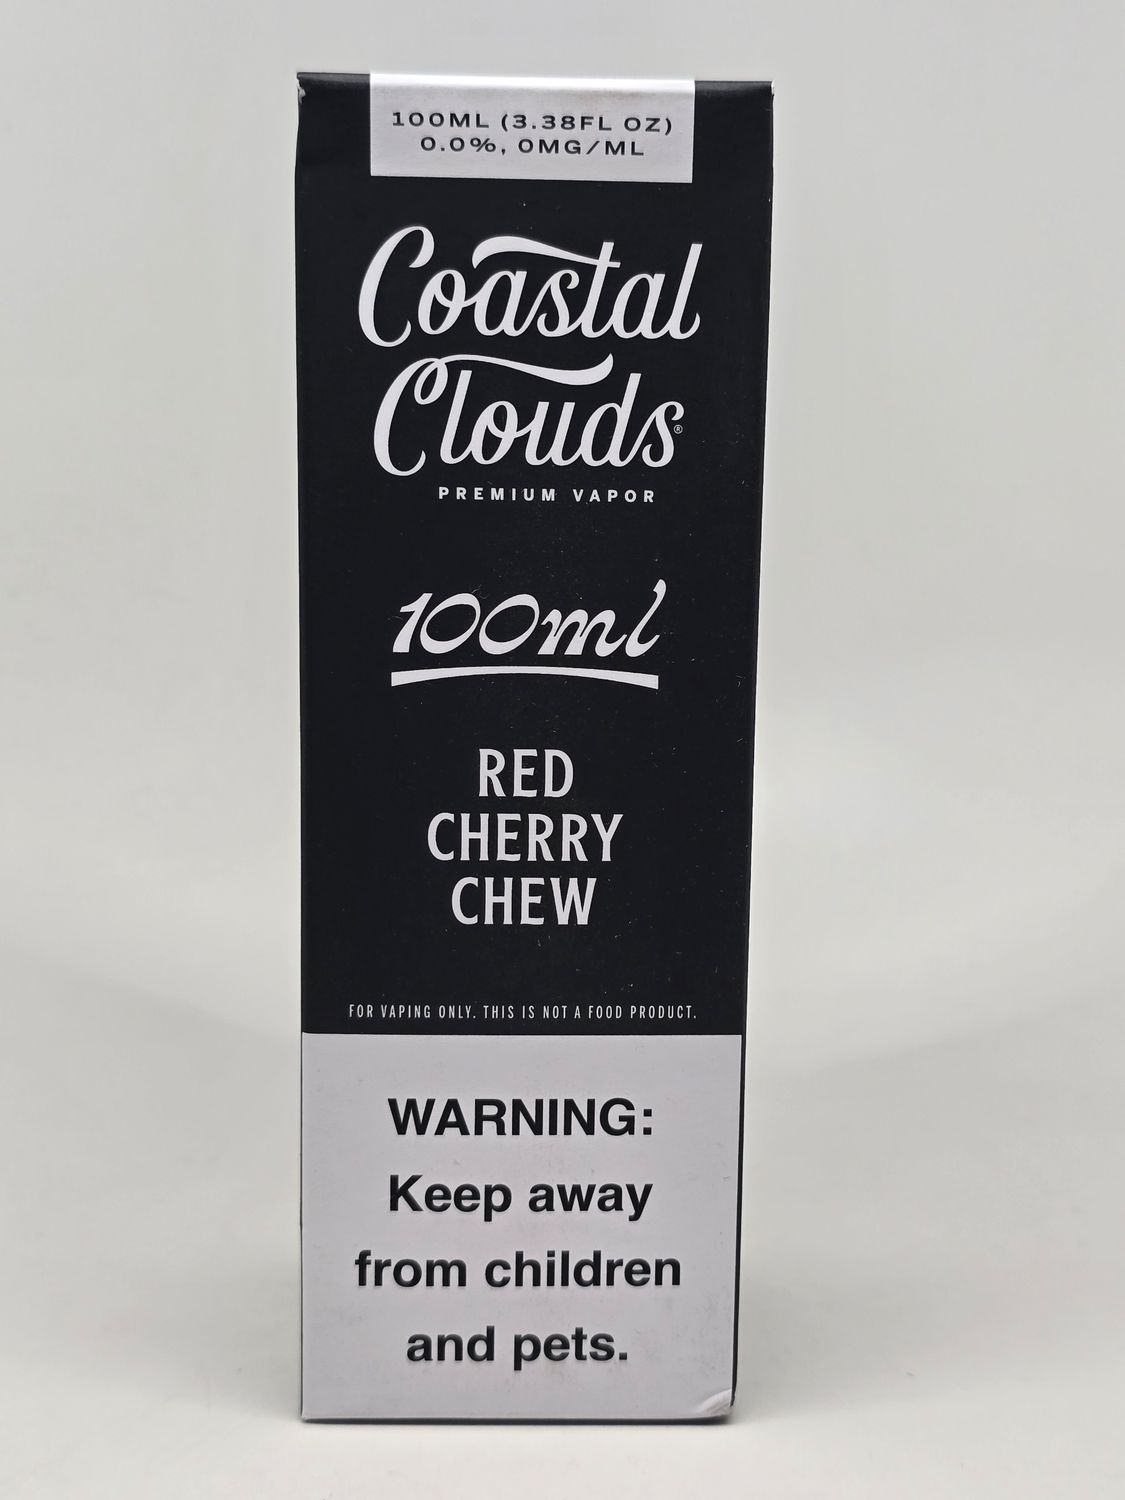 100ML (3.38FL OZ)
0.0%, 0MG/ML
Coastal
Clouds®
PREMIUM VAPOR
100ml
RED
CHERRY
CHEW
FOR VAPING ONLY. THIS IS NOT A FOOD PRODUCT.
WARNING:
Keep away
from children
and pets.